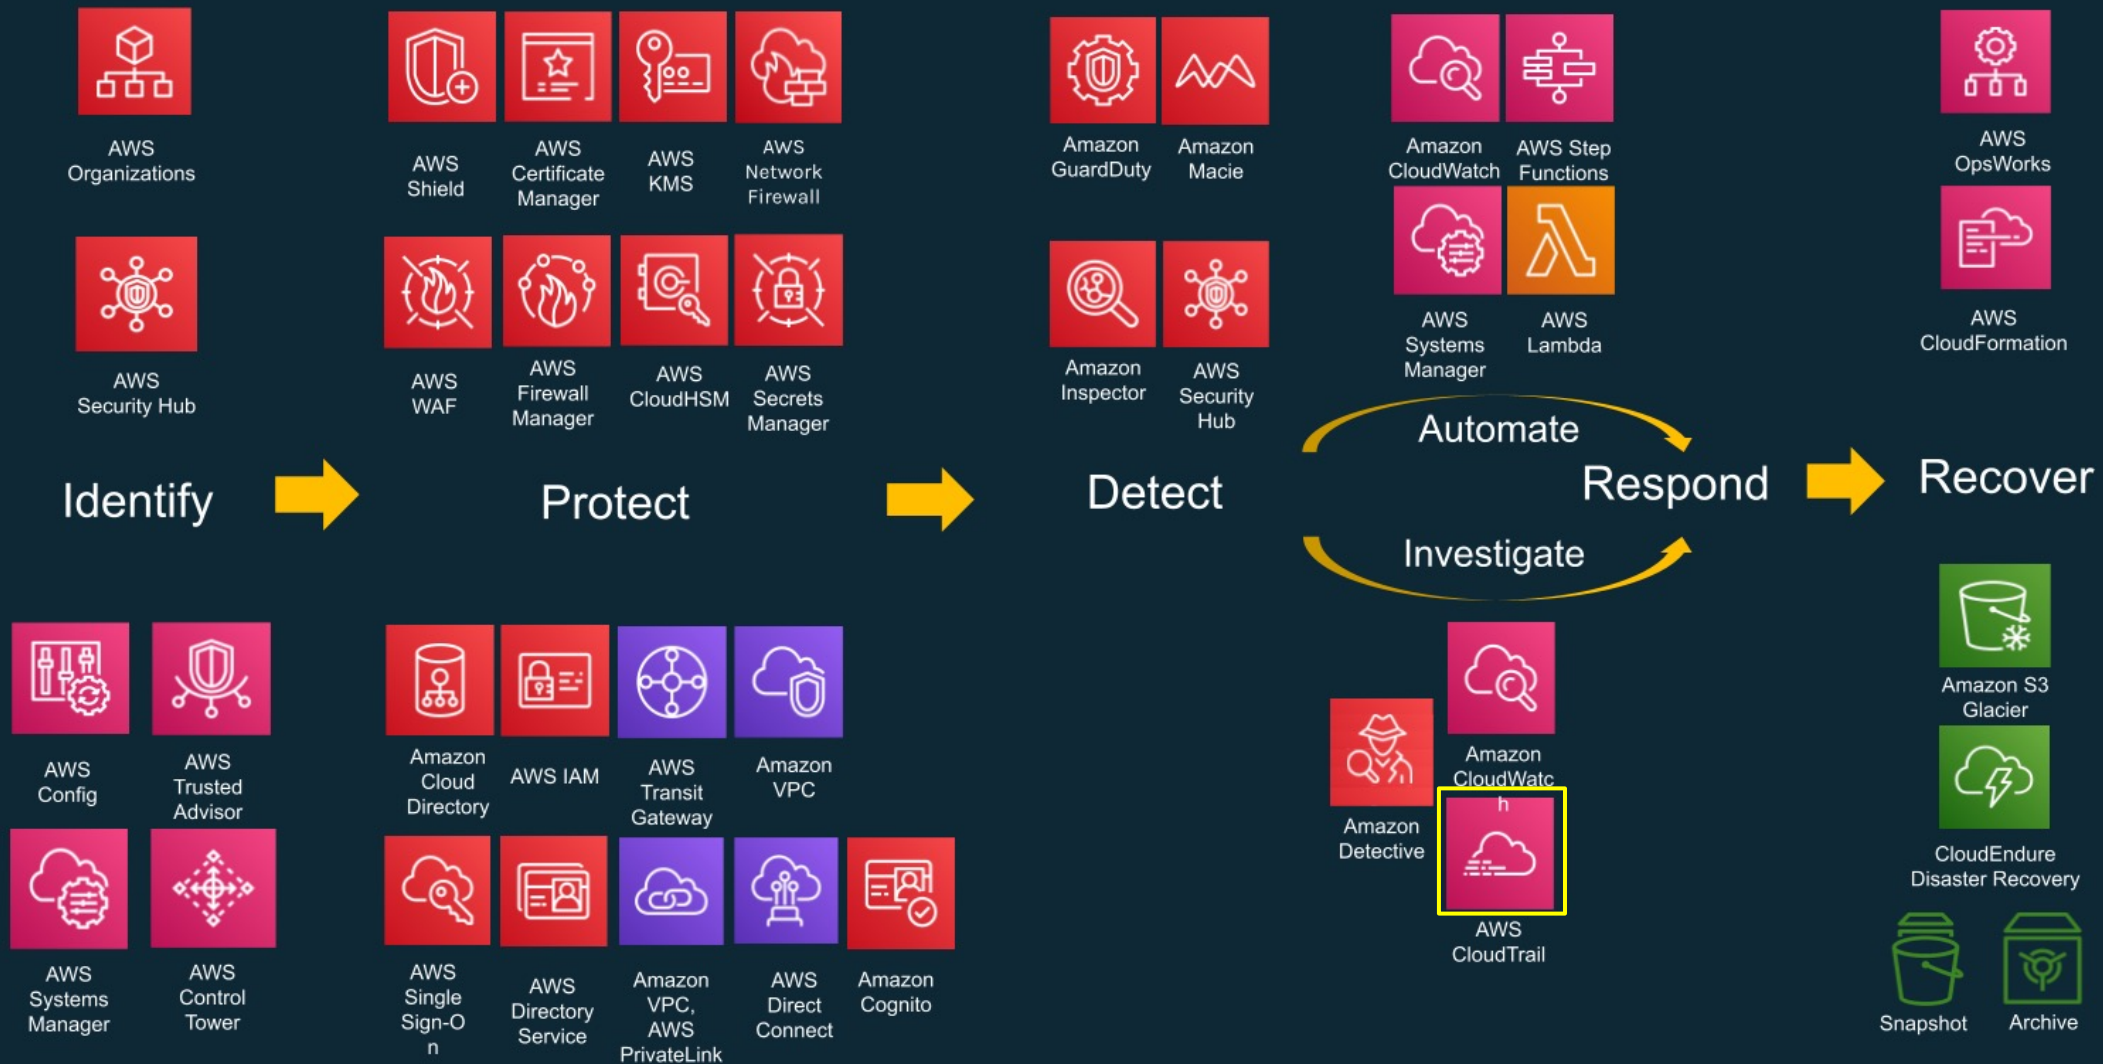 AWS
Organizations
AWS
Shield
AWS
Certificate
Manager
AWS
KMS
AWS
Network
Firewall
Amazon
GuardDuty
Amazon
Macie
Amazon
CloudWatch
AWS Step
Functions
AWS
OpsWorks
AWS
Security Hub
AWS
WAF
AWS
Firewall
Manager
AWS
CloudHSM
AWS
Secrets
Manager
Amazon
Inspector
AWS
Security
Hub
AWS
Systems
Manager
AWS
Lambda
AWS
CloudFormation
Identify
Protect
Detect
Automate
Investigate
Respond
Recover
AWS
Config
AWS
Trusted
Advisor
Amazon
Cloud
Directory
AWS IAM
AWS
Transit
Gateway
Amazon
VPC
Amazon
Detective
Amazon
CloudWatc
h
AWS
CloudTrail
Amazon S3
Glacier
CloudEndure
Disaster Recovery
AWS
Systems
Manager
AWS
Control
Tower
AWS
Single
Sign-O
n
AWS
Directory
Service
Amazon
VPC,
AWS
PrivateLink
AWS
Direct
Connect
Amazon
Cognito
Snapshot
Archive